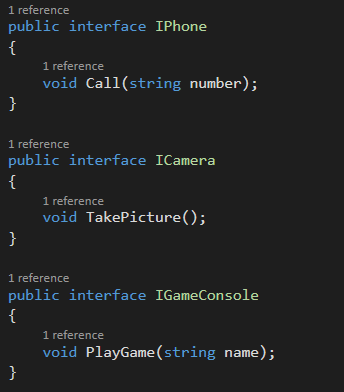 1 reference
public interface IPhone
{
1 reference
void Call(string number);
}
1 reference
public interface ICamera
{
1 reference
void TakePicture();
}
1 reference
public interface IGameConsole
{
1 reference
void PlayGame(string name);
}